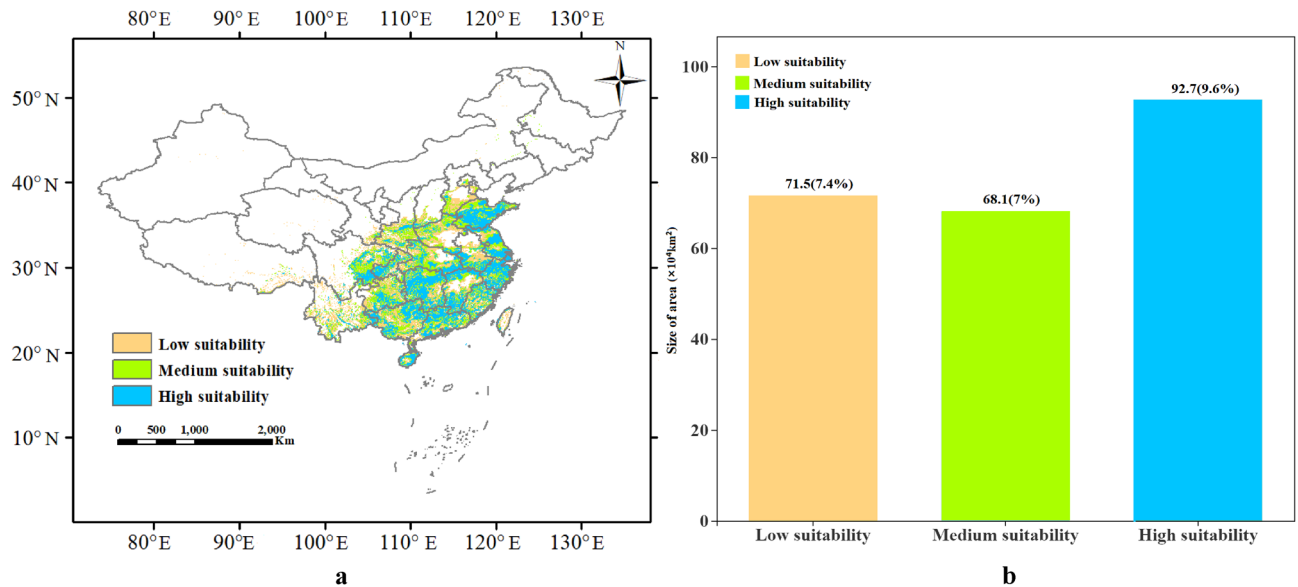 80°E 90°E 100°E 110°E 120°E 130°E
N
50°N
40°N
30°N
20°N
10°N
Low suitability
Medium suitability
High suitability
0 500 1,000 2,000
Km
80°E 90°E 100°E 110°E 120°E 130°E
a
Low suitability
Medium suitability
High suitability
100
80
60
40
20
0
Size of area (×10⁴km²)
71.5(7.4%)
68.1(7%)
92.7(9.6%)
Low suitability Medium suitability High suitability
b